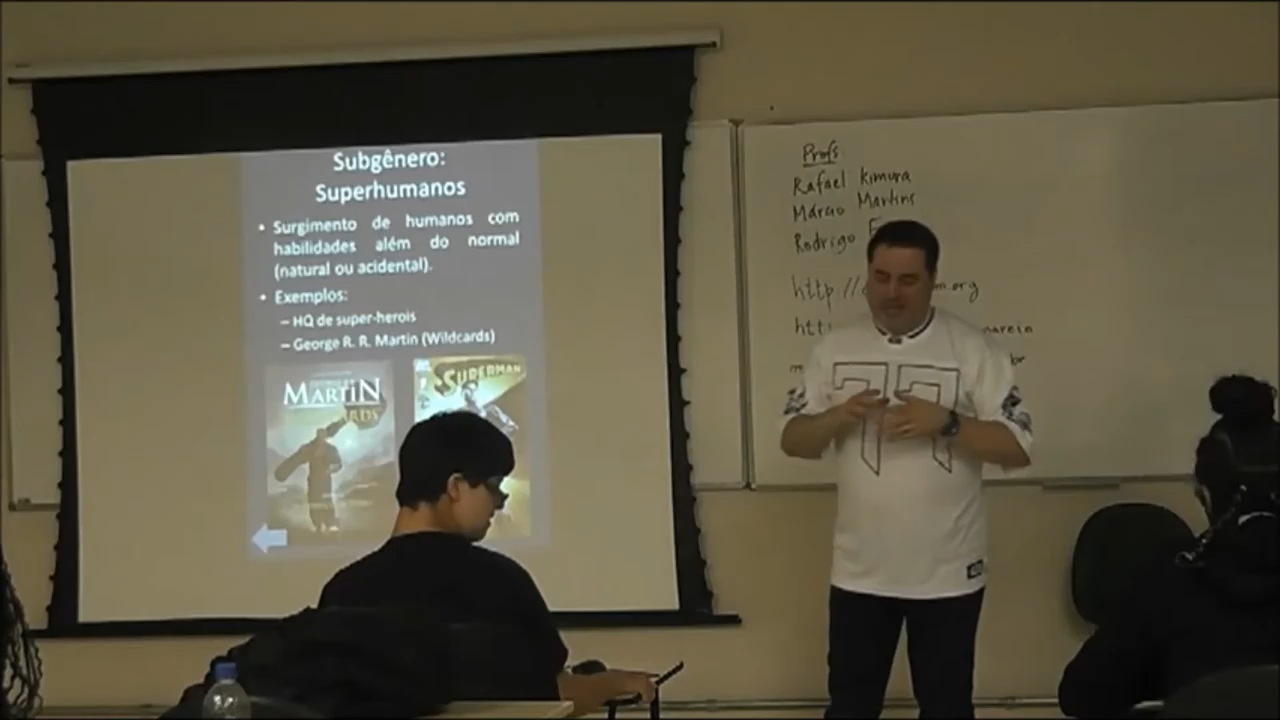 Subgênero:
Superhumanos
• Surgimento de humanos com
habilidades além do normal
(natural ou acidental).
• Exemplos:
– HQ de super-herois
– George R. R. Martin (Wildcards)
MARTIN
SUPERMAN
Profs.
Rafael Kimura
Márcio Martins
Rodrigo
http://
.org
77